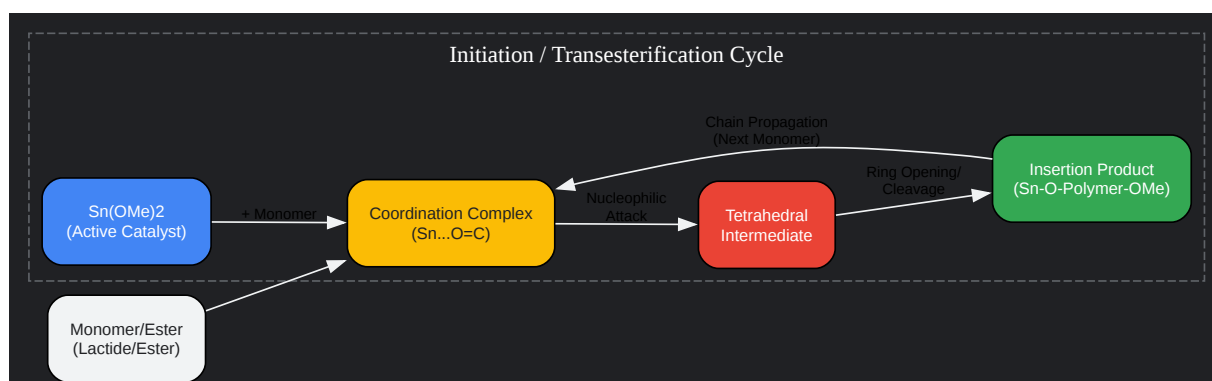 Initiation / Transesterification Cycle
Chain Propagation
(Next Monomer)
Ring Opening/
Cleavage
Insertion Product
(Sn-O-Polymer-OMe)
Sn(OMe)2
(Active Catalyst)
+ Monomer
Coordination Complex
(Sn...O=C)
Nucleophilic
Attack
Tetrahedral
Intermediate
Monomer/Ester
(Lactide/Ester)